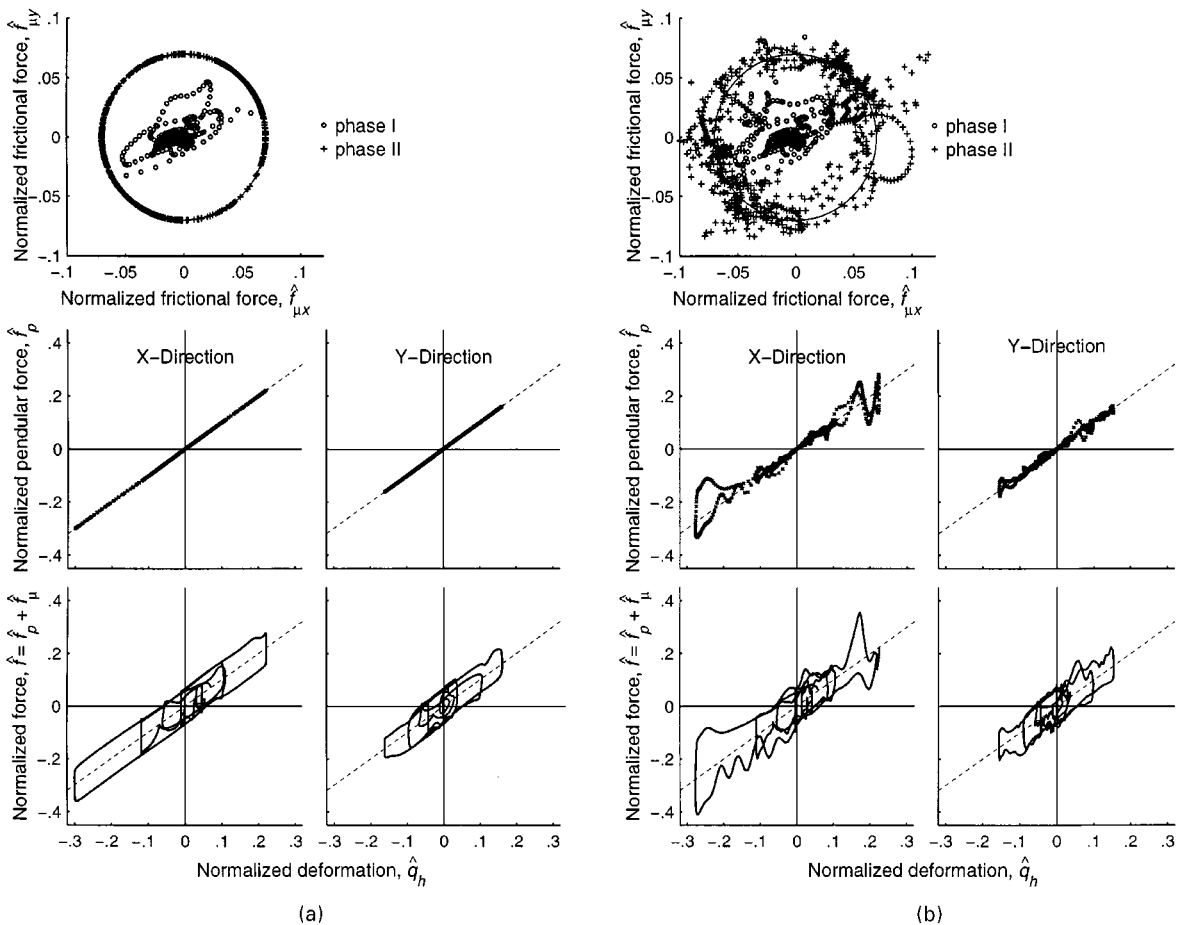 Normalized frictional force, f̂μy
.1
.05
0
−.05
−.1
−.1 −.05 0 .05 .1
Normalized frictional force, f̂μx
phase I
phase II
Normalized frictional force, f̂μy
.1
.05
0
−.05
−.1
−.1 −.05 0 .05 .1
Normalized frictional force, f̂μx
phase I
phase II
Normalized pendular force, f̂p
.4
.2
0
−.2
−.4
X−Direction
Y−Direction
Normalized pendular force, f̂p
.4
.2
0
−.2
−.4
X−Direction
Y−Direction
Normalized force, f̂ = f̂p + f̂μ
.4
.2
0
−.2
−.4
−.3 −.2 −.1 0 .1 .2 .3
−.3 −.2 −.1 0 .1 .2 .3
Normalized deformation, q̂h
(a)
Normalized force, f̂ = f̂p + f̂μ
.4
.2
0
−.2
−.4
−.3 −.2 −.1 0 .1 .2 .3
−.3 −.2 −.1 0 .1 .2 .3
Normalized deformation, q̂h
(b)